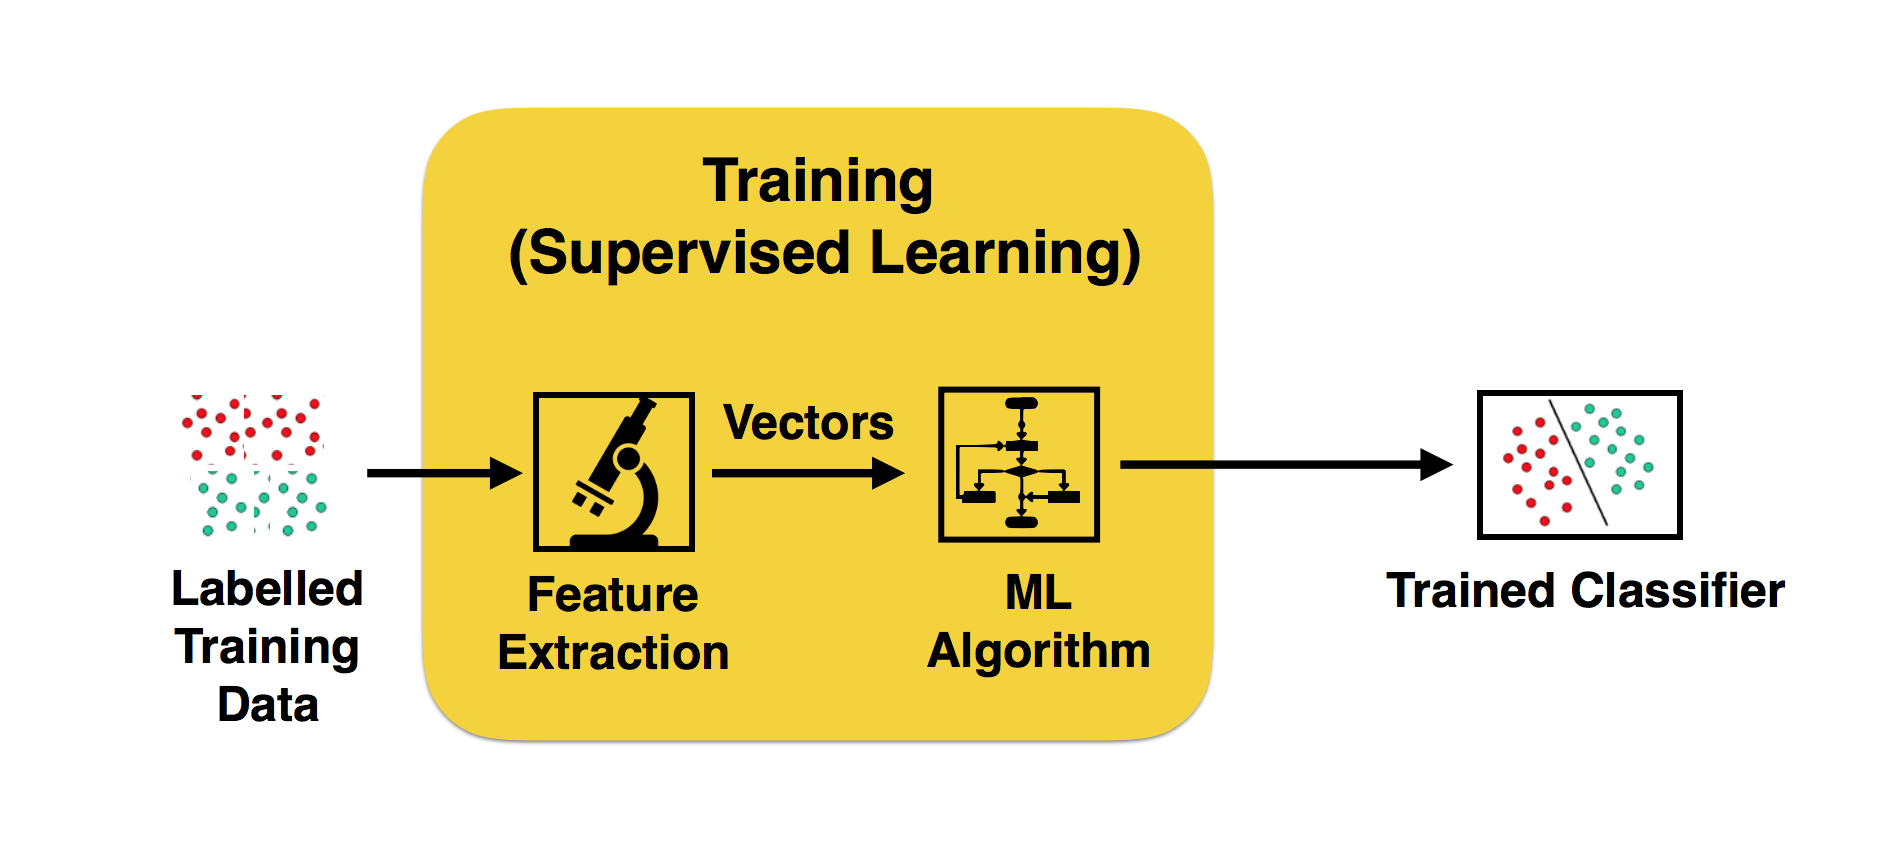 Training
(Supervised Learning)
Vectors
Labelled
Training
Data
Feature
Extraction
ML
Algorithm
Trained Classifier